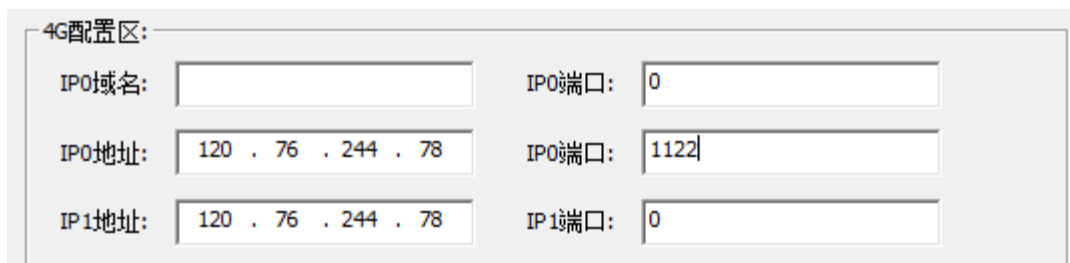 4G配置区:
IP0域名: IP0端口: 0
IP0地址: 120 . 76 . 244 . 78 IP0端口: 1122
IP1地址: 120 . 76 . 244 . 78 IP1端口: 0